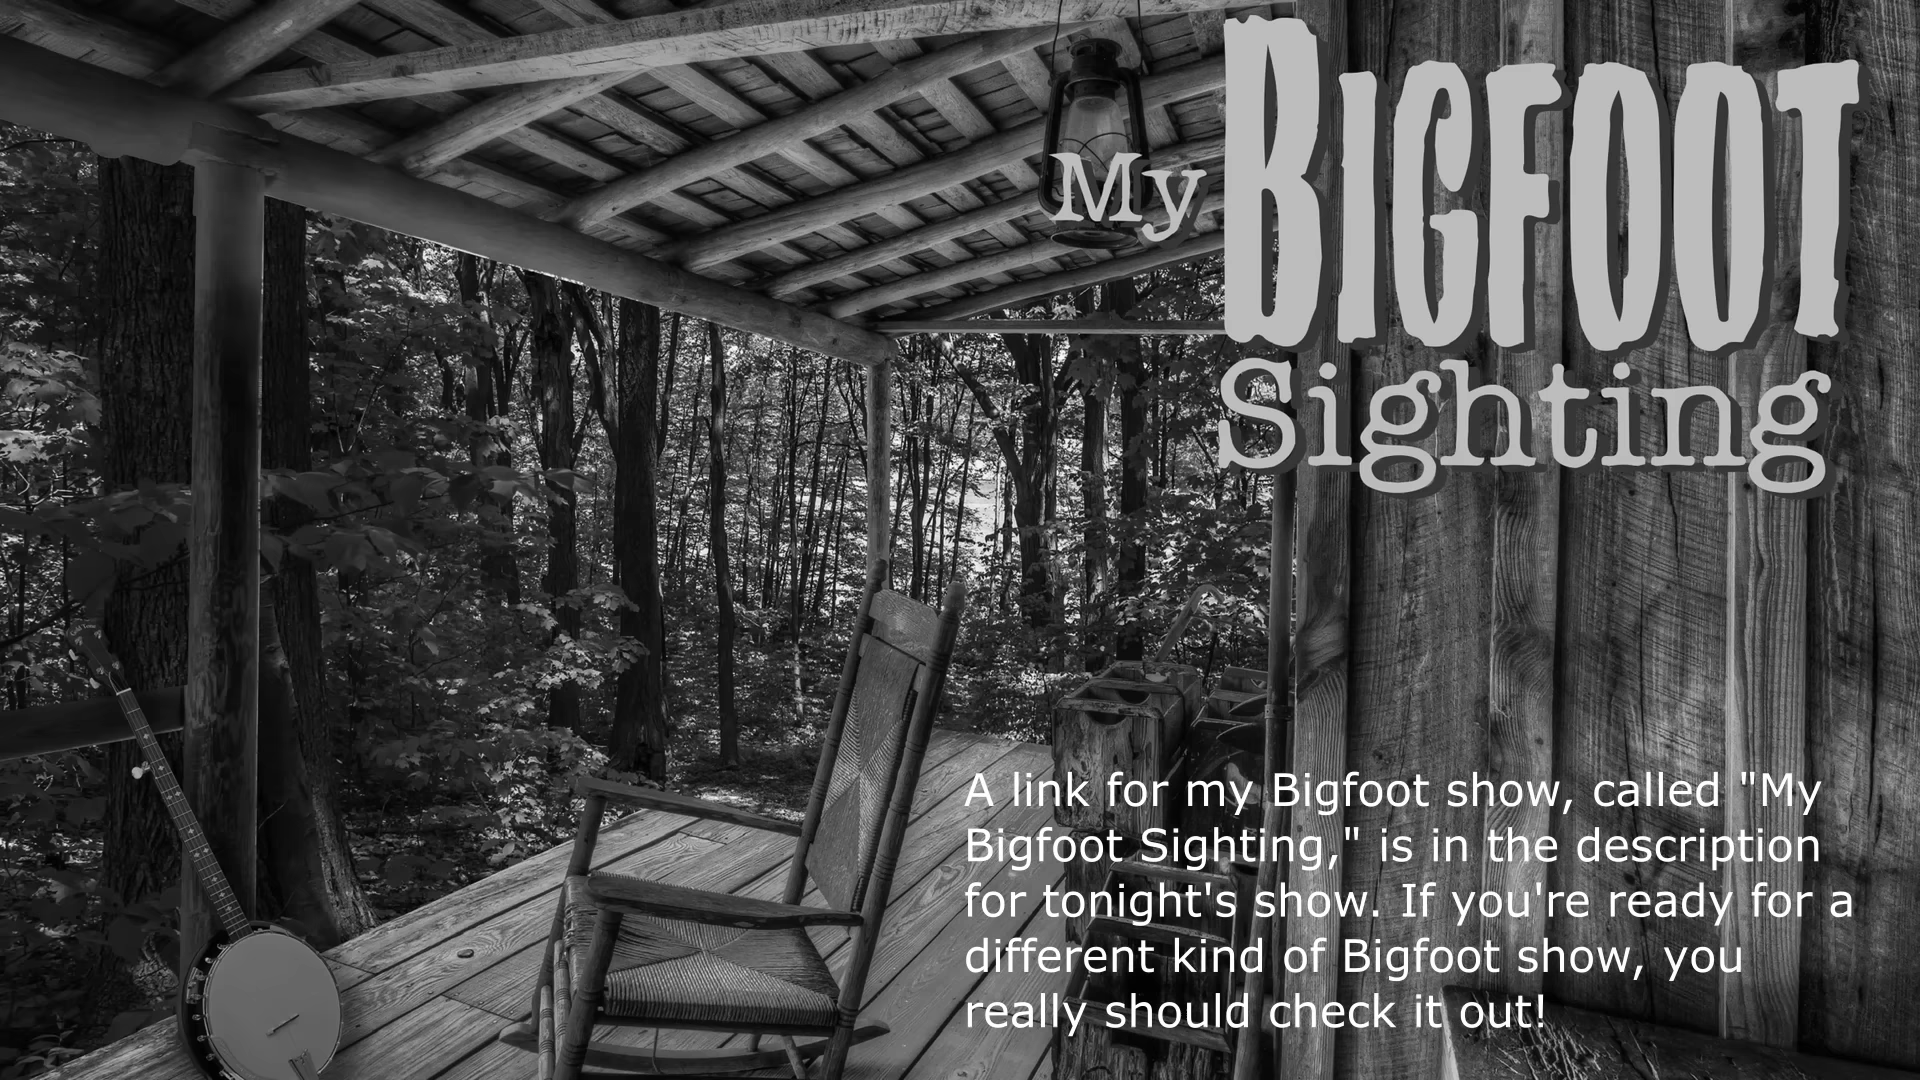 My BIGFOOT
Sighting
A link for my Bigfoot show, called "My
Bigfoot Sighting," is in the description
for tonight's show. If you're ready for a
different kind of Bigfoot show, you
really should check it out!